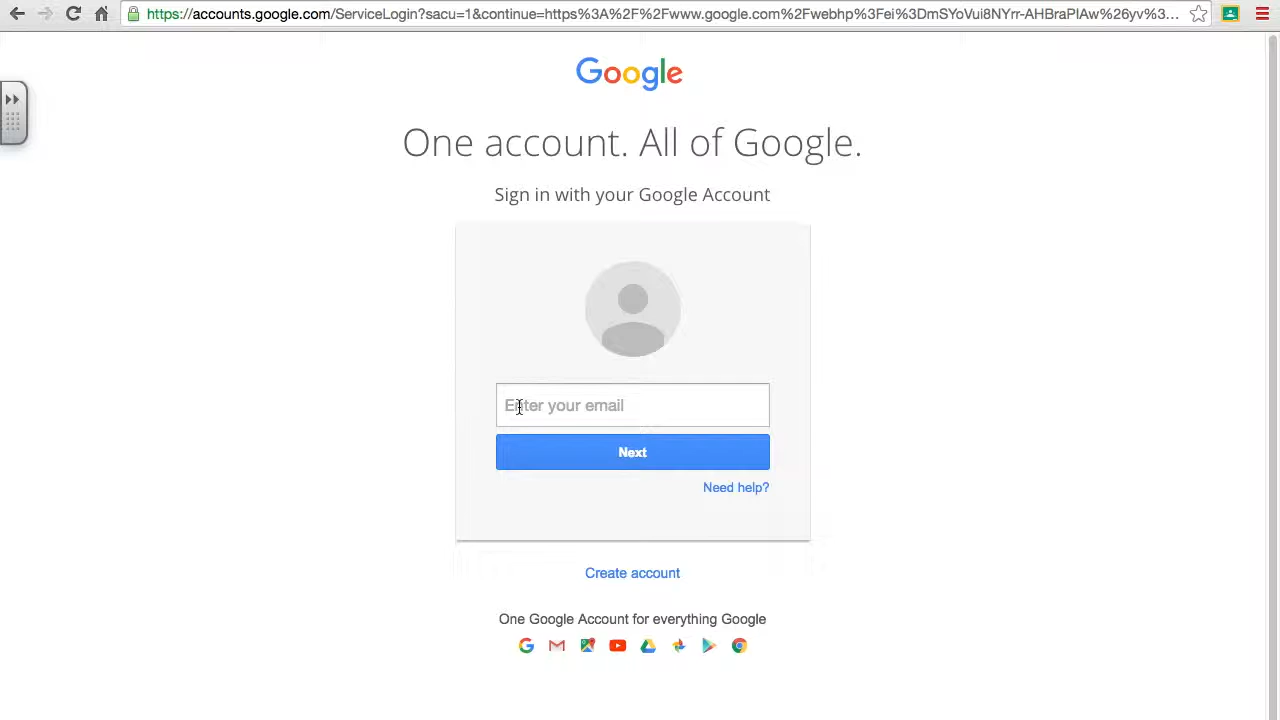 https://accounts.google.com/ServiceLogin?sacu=1&continue=https%3A%2F%2Fwww.google.com%2Fwebhp%3Fei%3DmSYoVui8NYrr-AHBraPIAw%26yv%3...
Google
One account. All of Google.
Sign in with your Google Account
Enter your email
Next
Need help?
Create account
One Google Account for everything Google